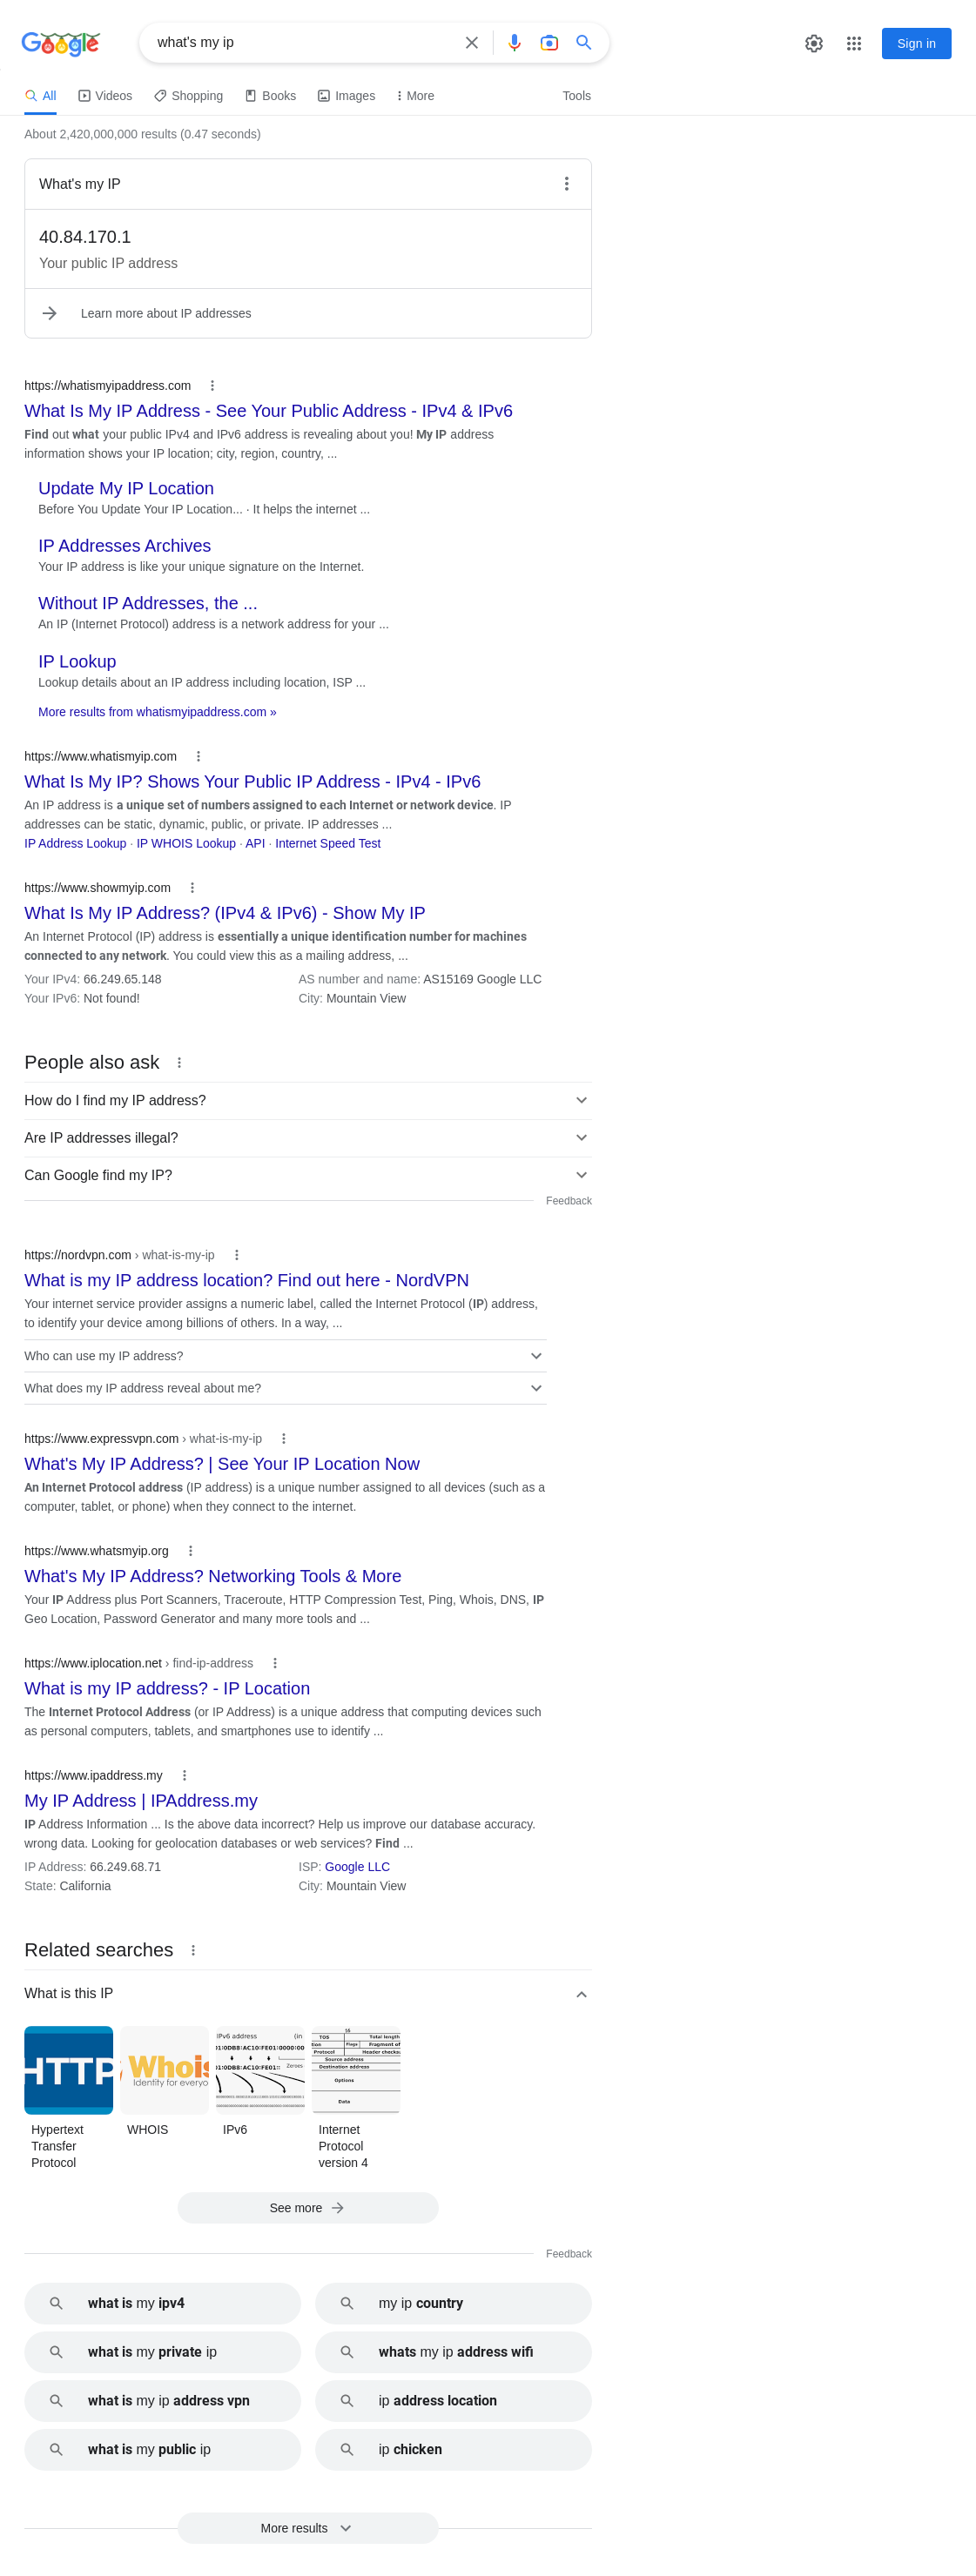 Google
what's my ip
Sign in
All
Videos
Shopping
Books
Images
More
Tools
About 2,420,000,000 results (0.47 seconds)
What's my IP
40.84.170.1
Your public IP address
Learn more about IP addresses
https://whatismyipaddress.com
What Is My IP Address - See Your Public Address - IPv4 & IPv6
Find out what your public IPv4 and IPv6 address is revealing about you! My IP address
information shows your IP location; city, region, country, ...
Update My IP Location
Before You Update Your IP Location... · It helps the internet ...
IP Addresses Archives
Your IP address is like your unique signature on the Internet.
Without IP Addresses, the ...
An IP (Internet Protocol) address is a network address for your ...
IP Lookup
Lookup details about an IP address including location, ISP ...
More results from whatismyipaddress.com »
https://www.whatismyip.com
What Is My IP? Shows Your Public IP Address - IPv4 - IPv6
An IP address is a unique set of numbers assigned to each Internet or network device. IP
addresses can be static, dynamic, public, or private. IP addresses ...
IP Address Lookup · IP WHOIS Lookup · API · Internet Speed Test
https://www.showmyip.com
What Is My IP Address? (IPv4 & IPv6) - Show My IP
An Internet Protocol (IP) address is essentially a unique identification number for machines
connected to any network. You could view this as a mailing address, ...
Your IPv4: 66.249.65.148
AS number and name: AS15169 Google LLC
Your IPv6: Not found!
City: Mountain View
People also ask
How do I find my IP address?
Are IP addresses illegal?
Can Google find my IP?
Feedback
https://nordvpn.com › what-is-my-ip
What is my IP address location? Find out here - NordVPN
Your internet service provider assigns a numeric label, called the Internet Protocol (IP) address,
to identify your device among billions of others. In a way, ...
Who can use my IP address?
What does my IP address reveal about me?
https://www.expressvpn.com › what-is-my-ip
What's My IP Address? | See Your IP Location Now
An Internet Protocol address (IP address) is a unique number assigned to all devices (such as a
computer, tablet, or phone) when they connect to the internet.
https://www.whatsmyip.org
What's My IP Address? Networking Tools & More
Your IP Address plus Port Scanners, Traceroute, HTTP Compression Test, Ping, Whois, DNS, IP
Geo Location, Password Generator and many more tools and ...
https://www.iplocation.net › find-ip-address
What is my IP address? - IP Location
The Internet Protocol Address (or IP Address) is a unique address that computing devices such
as personal computers, tablets, and smartphones use to identify ...
https://www.ipaddress.my
My IP Address | IPAddress.my
IP Address Information ... Is the above data incorrect? Help us improve our database accuracy.
wrong data. Looking for geolocation databases or web services? Find ...
IP Address: 66.249.68.71
ISP: Google LLC
State: California
City: Mountain View
Related searches
What is this IP
HTTP
Whois
Identity for everyo
IPv6 address (in
Zeroes
16
TOS Total length
tion Flags Fragment of
Protocol Header checks
Source address
Destination address
Options
Data
Hypertext
Transfer
Protocol
WHOIS
IPv6
Internet
Protocol
version 4
See more
Feedback
what is my ipv4
my ip country
what is my private ip
whats my ip address wifi
what is my ip address vpn
ip address location
what is my public ip
ip chicken
More results